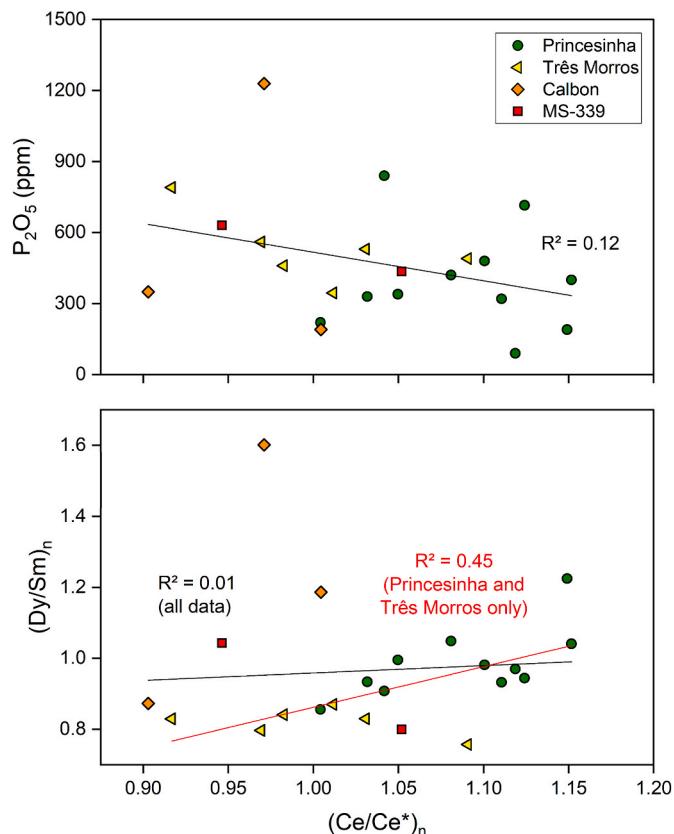 1500
1200
900
600
300
0
P₂O₅ (ppm)
Princesinha
Três Morros
Calbon
MS-339
R² = 0.12
1.6
1.4
1.2
1.0
0.8
(Dy/Sm)ₙ
R² = 0.01
(all data)
R² = 0.45
(Princesinha and
Três Morros only)
0.90
0.95
1.00
1.05
1.10
1.15
1.20
(Ce/Ce*)ₙ